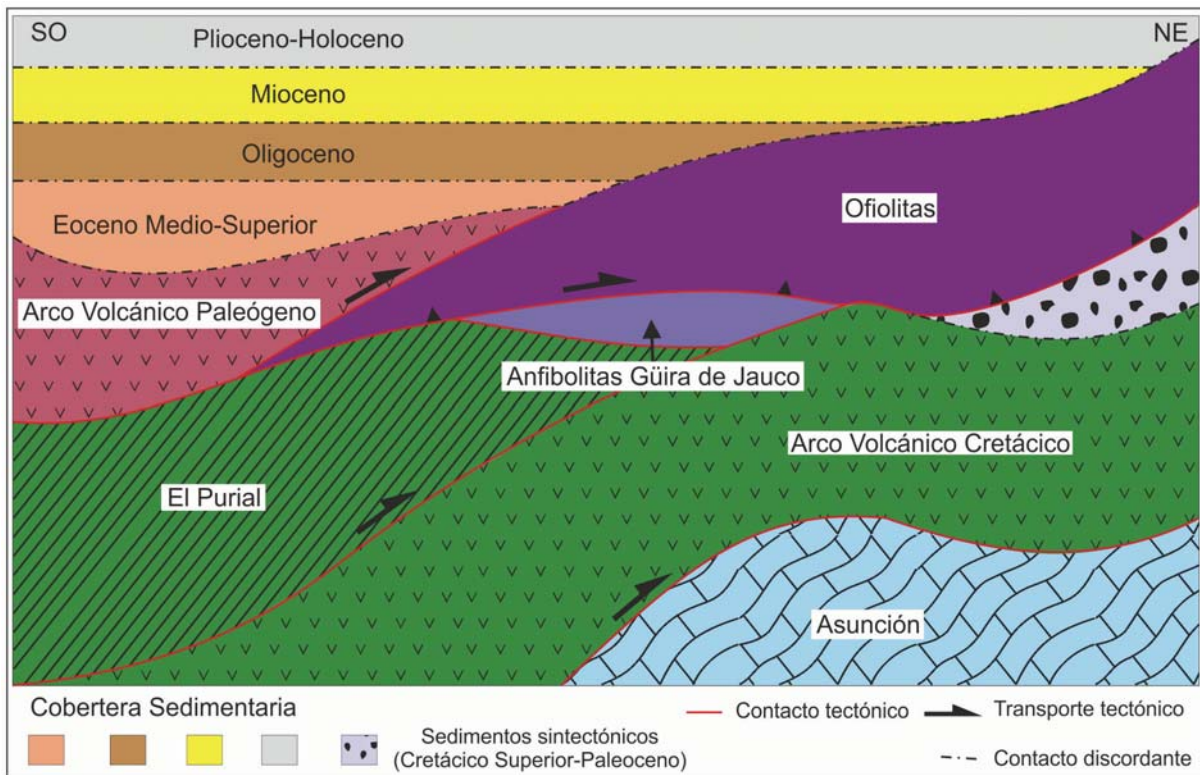 SO
NE
Plioceno-Holoceno
Mioceno
Oligoceno
Eoceno Medio-Superior
Ofiolitas
Arco Volcánico Paleógeno
Anfibolitas Güira de Jauco
Arco Volcánico Cretácico
El Purial
Asunción
Cobertera Sedimentaria
Sedimentos sintectónicos
(Cretácico Superior-Paleoceno)
Contacto tectónico
Transporte tectónico
Contacto discordante